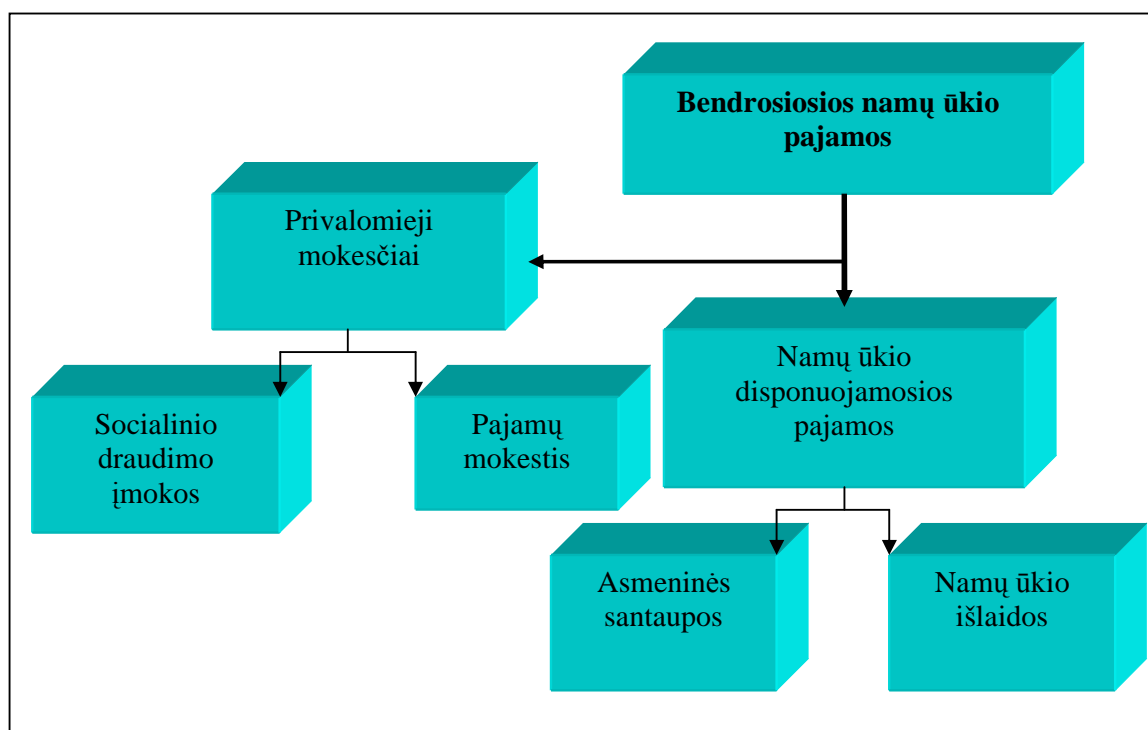 Bendrosiosios namų ūkio
pajamos
Privalomieji
mokesčiai
Namų ūkio
disponuojamosios
pajamos
Socialinio
draudimo
įmokos
Pajamų
mokestis
Asmeninės
santaupos
Namų ūkio
išlaidos